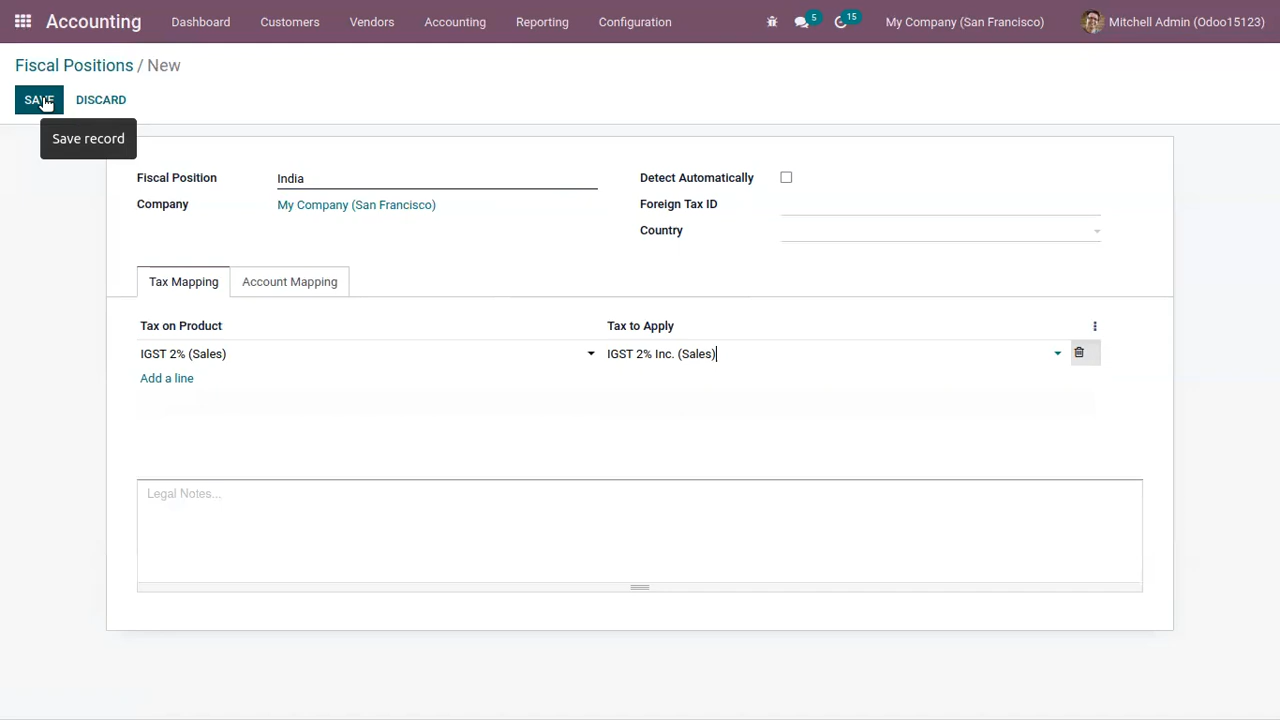 Accounting Dashboard Customers Vendors Accounting Reporting Configuration 5 15 My Company (San Francisco) Mitchell Admin (Odoo15123)
Fiscal Positions / New
SAVE DISCARD
Save record
Fiscal Position India Detect Automatically
Company My Company (San Francisco) Foreign Tax ID
Country
Tax Mapping Account Mapping
Tax on Product Tax to Apply
IGST 2% (Sales) IGST 2% Inc. (Sales)
Add a line
Legal Notes...